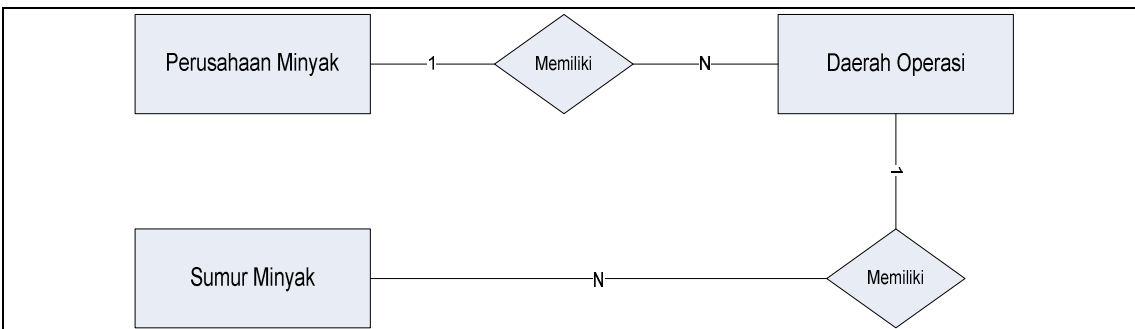 Perusahaan Minyak
1
Memiliki
N
Daerah Operasi
1
Sumur Minyak
N
Memiliki